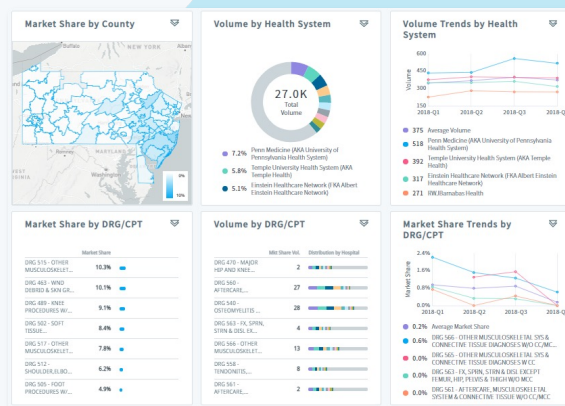 Market Share by County
Buffalo
NEW YORK
MARYLAND
Washington
0%
10%
Volume by Health System
27.0K
Total
Volume
7.2% Penn Medicine (AKA University of
Pennsylvania Health System)
5.8% Temple University Health System (AKA
Temple Health)
5.1% Einstein Healthcare Network (FKA Albert
Einstein Healthcare Network)
Volume Trends by Health
System
600
450
300
150
Volume
2018-Q1 2018-Q2 2018-Q3 2018-Q4
375 Average Volume
518 Penn Medicine (AKA University of Pennsylvania
Health System)
392 Temple University Health System (AKA Temple
Health)
317 Einstein Healthcare Network (FKA Albert Einstein
Healthcare Network)
271 RWJBarnabas Health
Market Share by DRG/CPT
Market Share
DRG 515 - OTHER
MUSCULOSKELET... 10.3%
DRG 463 - WND
DEBRID & SKN GR... 10.1%
DRG 489 - KNEE
PROCEDURES W/... 9.1%
DRG 502 - SOFT
TISSUE... 8.4%
DRG 517 - OTHER
MUSCULOSKELET... 7.8%
DRG 512 -
SHOULDER,ELBO... 6.2%
DRG 505 - FOOT
PROCEDURES W/... 4.9%
Volume by DRG/CPT
Mkt Share Vol. Distribution by Hospital
DRG 470 - MAJOR
HIP AND KNEE... 2
DRG 560 -
AFTERCARE,... 27
DRG 540 -
OSTEOMYELITIS ... 28
DRG 563 - FX, SPRN,
STRN & DISL EX... 4
DRG 566 - OTHER
MUSCULOSKELET... 13
DRG 558 -
TENDONITIS,... 8
DRG 561 -
AFTERCARE,... 2
Market Share Trends by
DRG/CPT
2.4%
1.6%
0.8%
0.0%
Market Share
2018-Q1 2018-Q2 2018-Q3 2018-Q4
0.2% Average Market Share
0.6% DRG 566 - OTHER MUSCULOSKELETAL SYS &
CONNECTIVE TISSUE DIAGNOSES W/O CC/MC...
0.0% DRG 565 - OTHER MUSCULOSKELETAL SYS &
CONNECTIVE TISSUE DIAGNOSES W CC
0.0% DRG 563 - FX, SPRN, STRN & DISL EXCEPT
FEMUR, HIP, PELVIS & THIGH W/O MCC
0.0% DRG 561 - AFTERCARE, MUSCULOSKELETAL
SYSTEM & CONNECTIVE TISSUE W/O CC/MCC